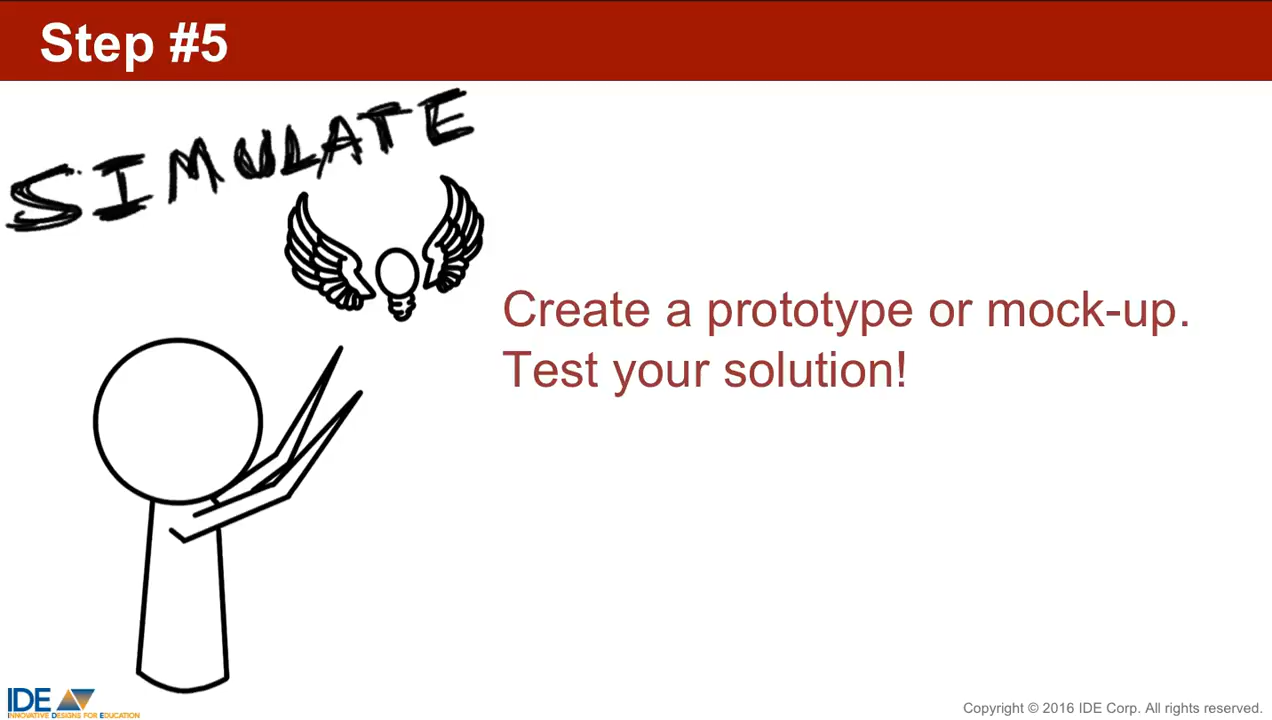 Step #5
SIMULATE
Create a prototype or mock-up.
Test your solution!
IDE
INNOVATIVE DESIGNS FOR EDUCATION
Copyright © 2016 IDE Corp. All rights reserved.